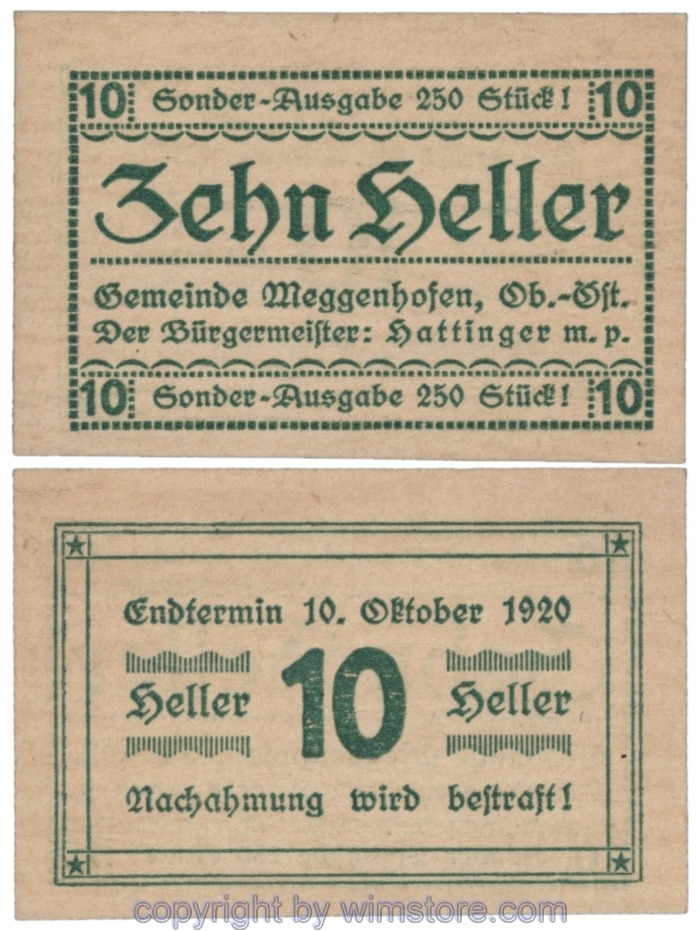 10 Sonder-Ausgabe 250 Stück! 10
Zehn Heller
Gemeinde Meggenhofen, Ob.-Öst.
Der Bürgermeister: Hattinger m. p.
10 Sonder-Ausgabe 250 Stück! 10
Endtermin 10. Oktober 1920
Heller 10 Heller
Nachahmung wird bestraft!
copyright by wimstore.com